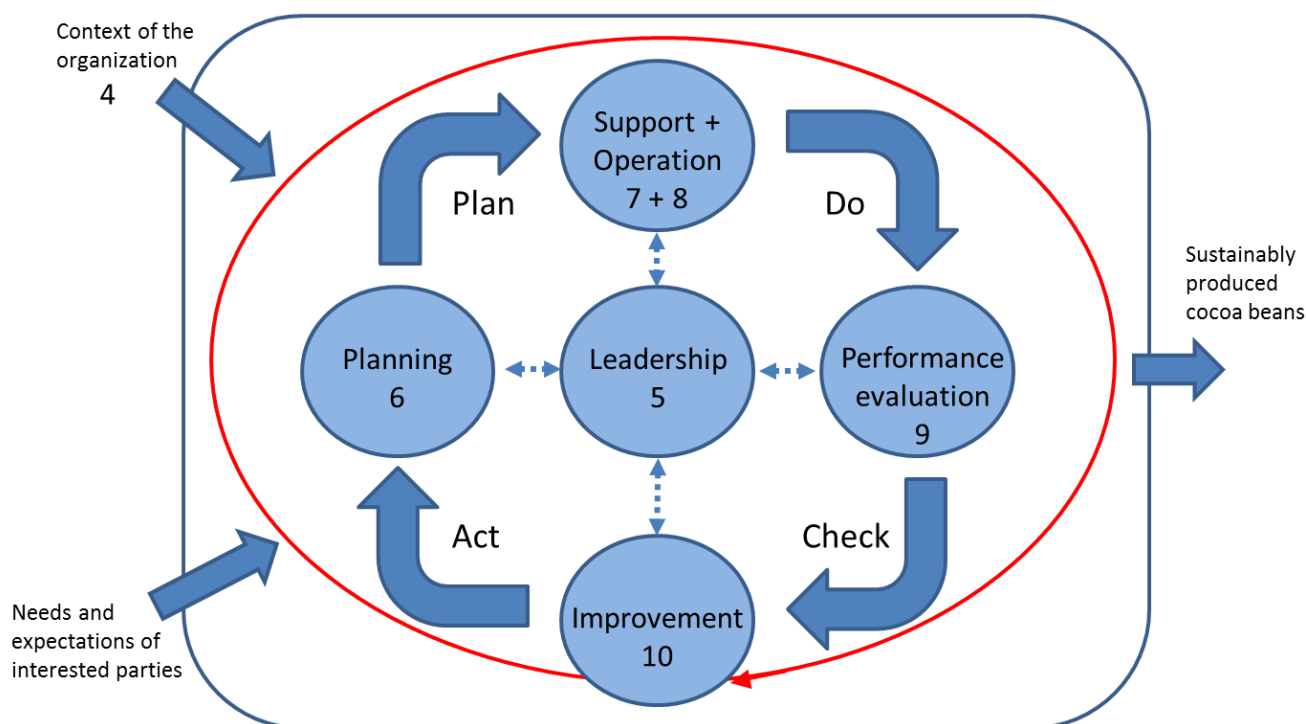 Context of the
organization
4
Support +
Operation
7 + 8
Plan
Do
Sustainably
produced
cocoa beans
Planning
6
Leadership
5
Performance
evaluation
9
Act
Check
Needs and
expectations of
interested parties
Improvement
10